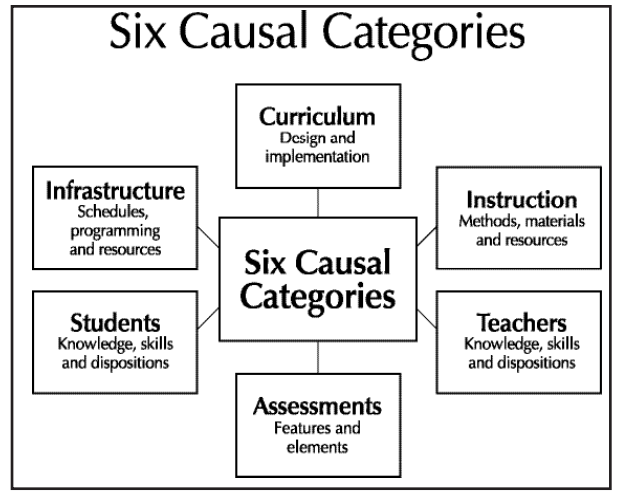 Six Causal Categories
Curriculum
Design and
implementation
Infrastructure
Schedules,
programming
and resources
Instruction
Methods, materials
and resources
Six Causal
Categories
Students
Knowledge, skills
and dispositions
Teachers
Knowledge, skills
and dispositions
Assessments
Features and
elements